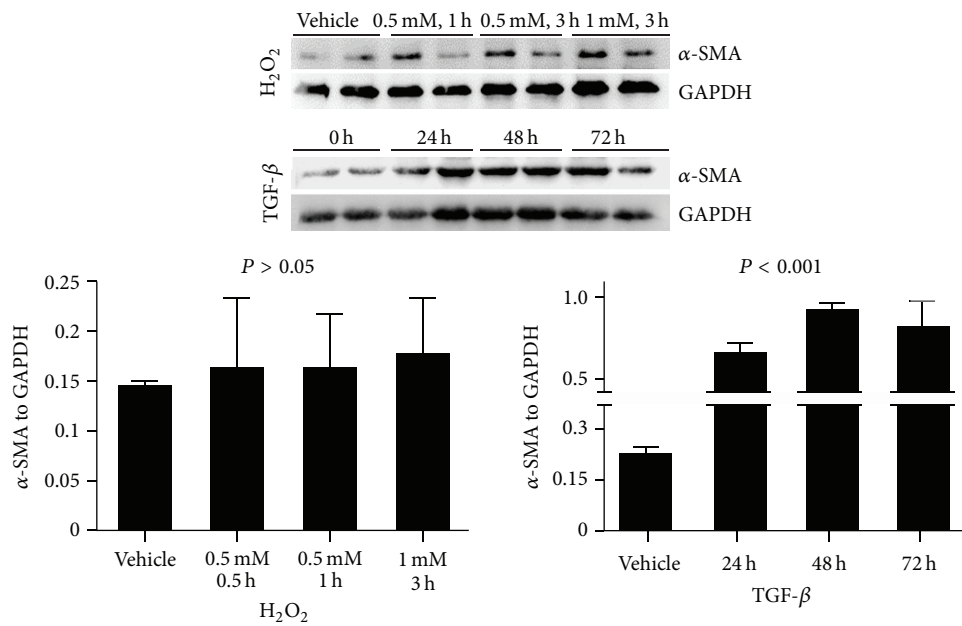 Vehicle 0.5 mM, 1 h 0.5 mM, 3 h 1 mM, 3 h
H₂O₂
α-SMA
GAPDH
0 h 24 h 48 h 72 h
TGF-β
α-SMA
GAPDH
P > 0.05
α-SMA to GAPDH
0.25
0.2
0.15
0.1
0.05
0
Vehicle 0.5 mM 0.5 mM 1 mM
0.5 h 1 h 3 h
H₂O₂
P < 0.001
α-SMA to GAPDH
1.0
0.5
0.3
0.15
0
Vehicle 24 h 48 h 72 h
TGF-β